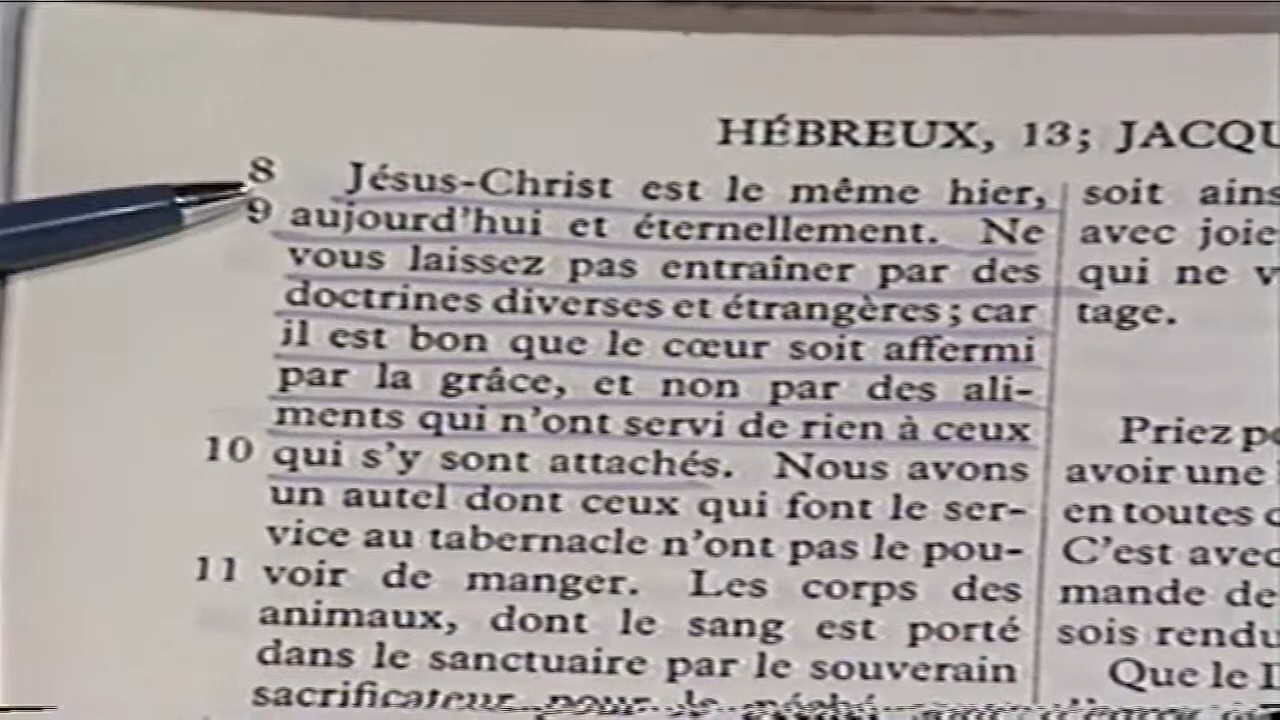 HÉBREUX, 13; JACQU
8 Jésus-Christ est le même hier,
9 aujourd'hui et éternellement. Ne
vous laissez pas entraîner par des
doctrines diverses et étrangères; car
il est bon que le cœur soit affermi
par la grâce, et non par des ali-
ments qui n'ont servi de rien à ceux
10 qui s'y sont attachés. Nous avons
un autel dont ceux qui font le ser-
vice au tabernacle n'ont pas le pou-
11 voir de manger. Les corps des
animaux, dont le sang est porté
dans le sanctuaire par le souverain
sacrificateur pour le péché
soit ains
avec joie
qui ne v
tage.
Priez p
avoir une
en toutes
C'est avec
mande de
sois rendu
Que le